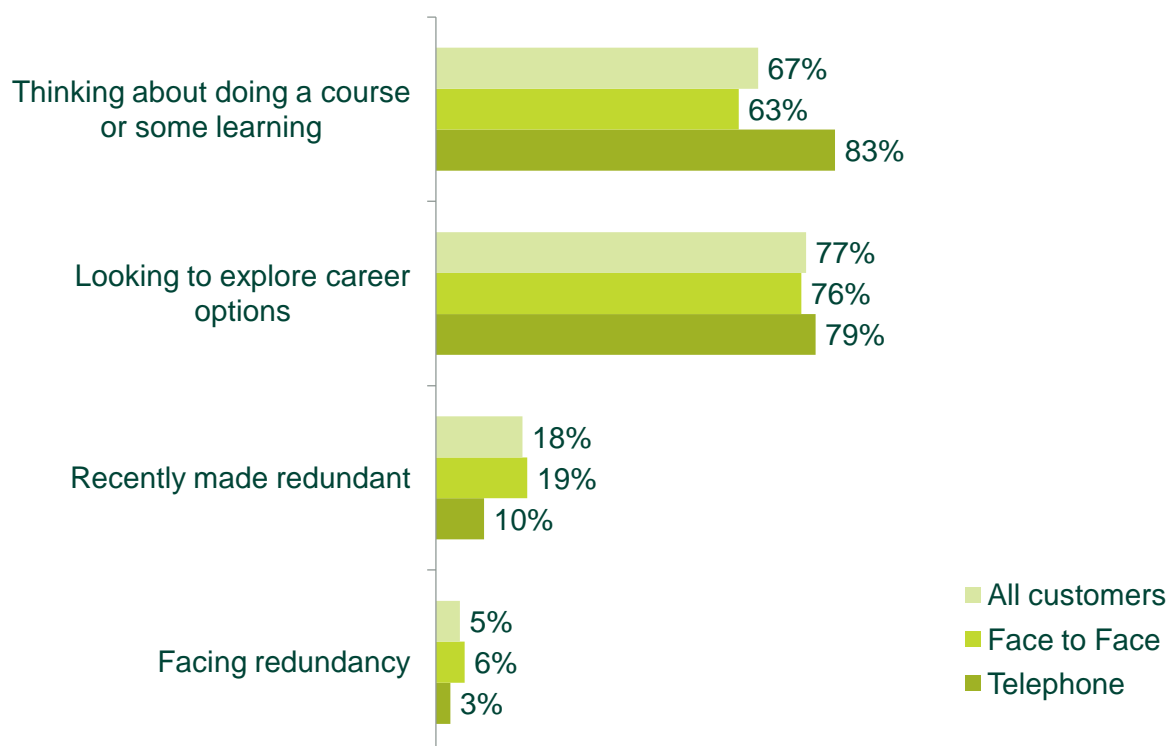 Thinking about doing a course
or some learning
67%
63%
83%
Looking to explore career
options
77%
76%
79%
Recently made redundant
18%
19%
10%
Facing redundancy
5%
6%
3%
All customers
Face to Face
Telephone